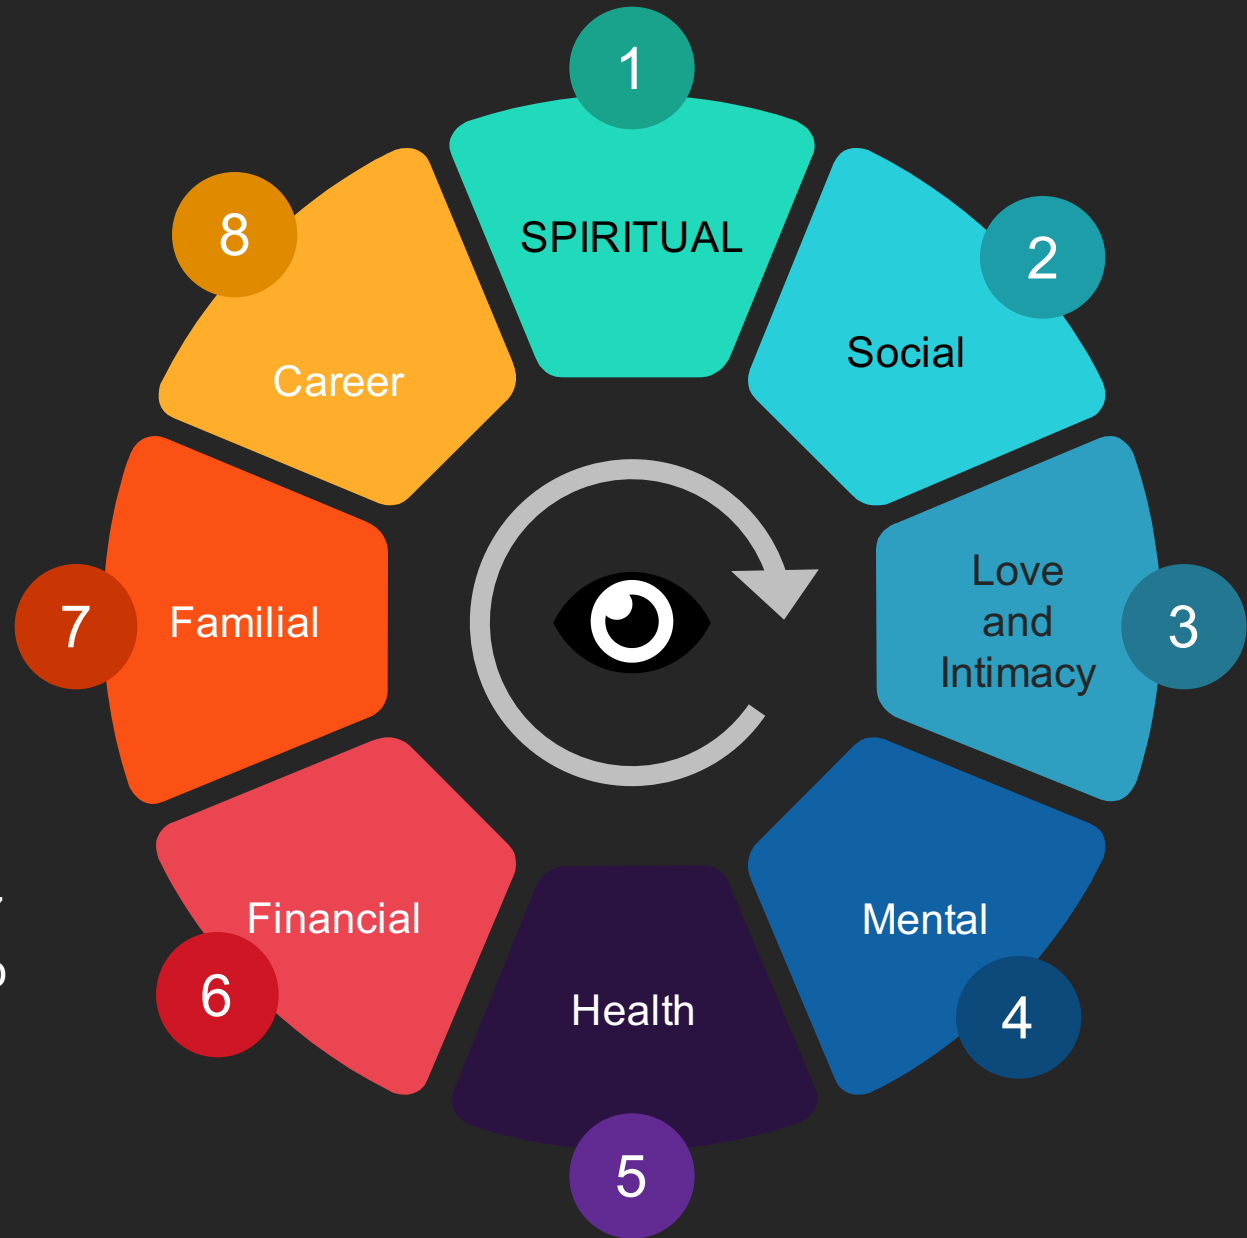 1
SPIRITUAL
2
Social
3
Love
and
Intimacy
4
Mental
5
Health
6
Financial
7
Familial
8
Career